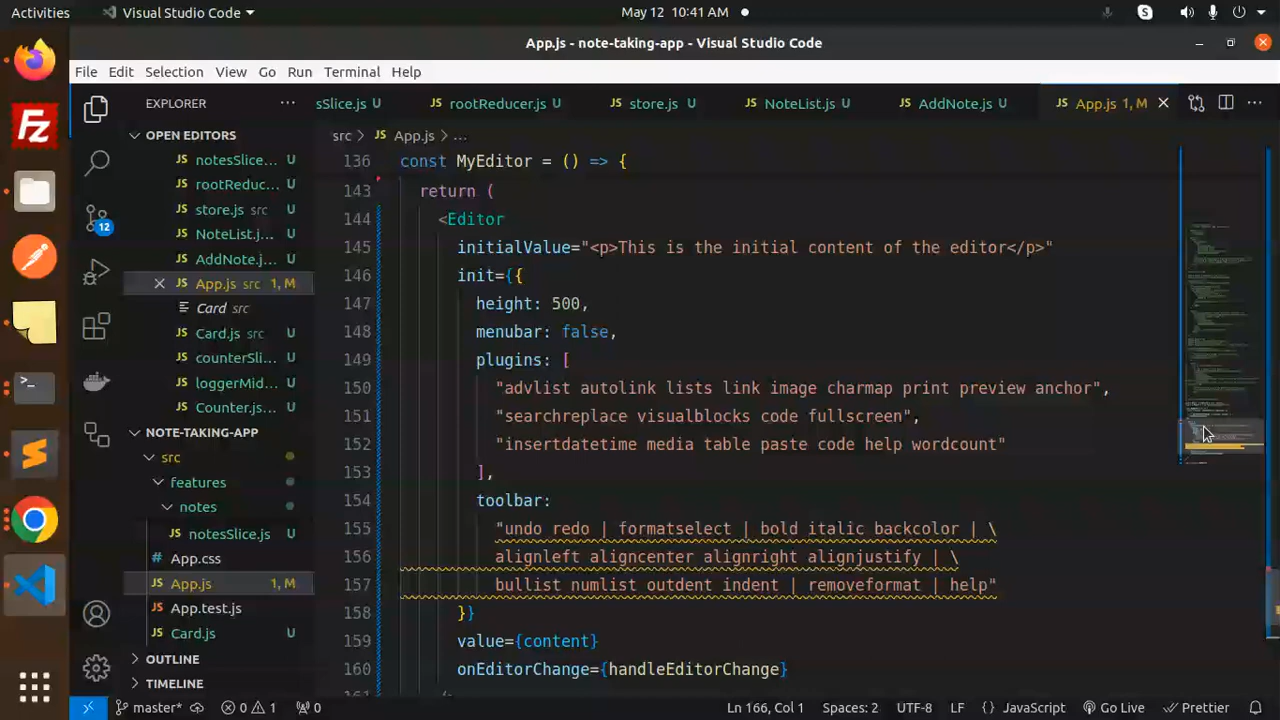 Activities
Visual Studio Code
May 12 10:41 AM
App.js - note-taking-app - Visual Studio Code
File Edit Selection View Go Run Terminal Help
EXPLORER
sSlice.js U
rootReducer.js U
store.js U
NoteList.js U
AddNote.js U
App.js 1, M
OPEN EDITORS
src > App.js > ...
notesSlice... U
rootReduc... U
store.js src U
NoteList.j... U
AddNote.j... U
App.js src 1, M
Card src
Card.js src U
counterSli... U
loggerMid... U
Counter.js... U
NOTE-TAKING-APP
src
features
notes
notesSlice.js U
App.css
App.js 1, M
App.test.js
Card.js U
OUTLINE
TIMELINE
12
136 const MyEditor = () => {
143 return (
144 <Editor
145 initialValue="<p>This is the initial content of the editor</p>"
146 init={{
147 height: 500,
148 menubar: false,
149 plugins: [
150 "advlist autolink lists link image charmap print preview anchor",
151 "searchreplace visualblocks code fullscreen",
152 "insertdatetime media table paste code help wordcount"
153 ],
154 toolbar:
155 "undo redo | formatselect | bold italic backcolor | \
156 alignleft aligncenter alignright alignjustify | \
157 bullist numlist outdent indent | removeformat | help"
158 }}
159 value={content}
160 onEditorChange={handleEditorChange}
master* 0 1 0
Ln 166, Col 1 Spaces: 2 UTF-8 LF {} JavaScript Go Live Prettier